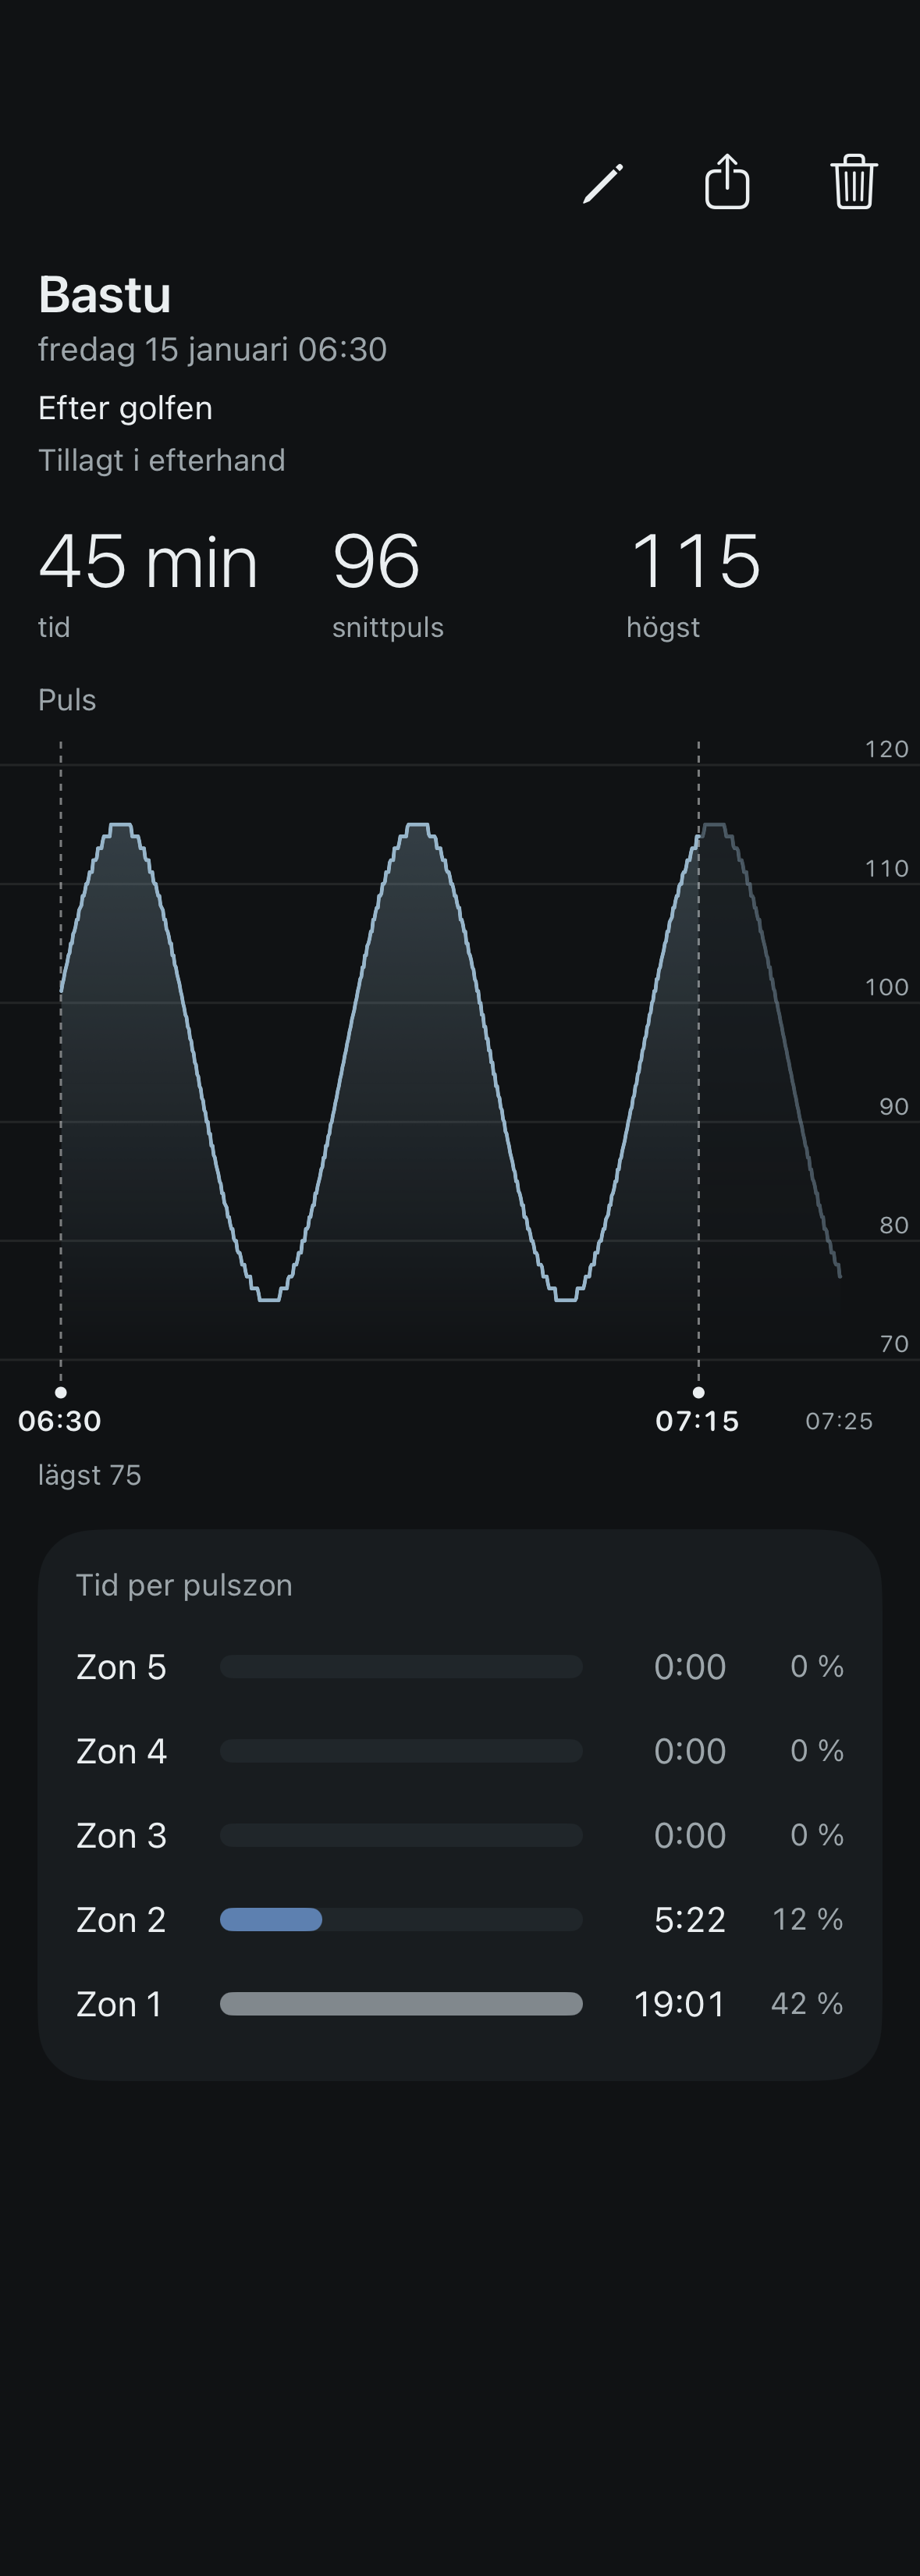 Bastu
fredag 15 januari 06:30
Efter golfen
Tillagt i efterhand
45 min 96 115
tid snittpuls högst
Puls
120
110
100
90
80
70
06:30 07:15 07:25
lägst 75
Tid per pulszon
Zon 5 0:00 0 %
Zon 4 0:00 0 %
Zon 3 0:00 0 %
Zon 2 5:22 12 %
Zon 1 19:01 42 %